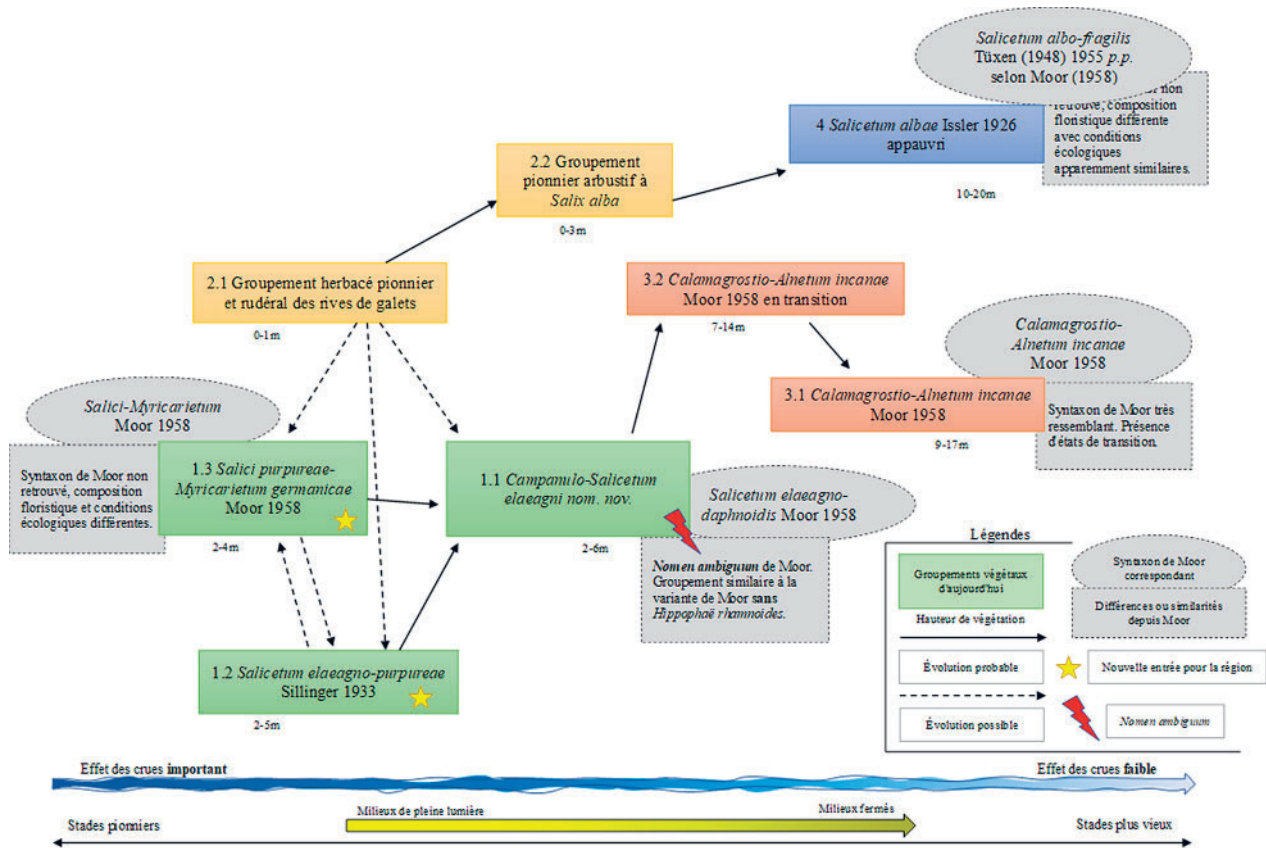 Salicetum albo-fragilis
Tüxen (1948) 1955 p.p.
selon Moor (1958)
non
retrouvé, composition
floristique différente
avec conditions
écologiques
apparemment similaires.
4 Salicetum albae Issler 1926
appauvri
10-20m
2.2 Groupement
pionnier arbustif à
Salix alba
0-3m
2.1 Groupement herbacé pionnier
et rudéral des rives de galets
0-1m
3.2 Calamagrostio-Alnetum incanae
Moor 1958 en transition
7-14m
Calamagrostio-
Alnetum incanae
Moor 1958
3.1 Calamagrostio-Alnetum incanae
Moor 1958
9-17m
Syntaxon de Moor très
ressemblant. Présence
d'états de transition.
Salici-Myricarietum
Moor 1958
Syntaxon de Moor non
retrouvé, composition
floristique et conditions
écologiques différentes.
1.3 Salici purpureae-
Myricarietum germanicae
Moor 1958
2-4m
1.1 Campanulo-Salicetum
elaeagni nom. nov.
2-6m
Salicetum elaeagno-
daphnoidis Moor 1958
Nomen ambiguum de Moor.
Groupement similaire à la
variante de Moor sans
Hippophaë rhamnoides.
1.2 Salicetum elaeagno-purpureae
Sillinger 1933
2-5m
Légendes
Groupements végétaux
d'aujourd'hui
Hauteur de végétation
Évolution probable
Évolution possible
Syntaxon de Moor
correspondant
Différences ou similarités
depuis Moor
Nouvelle entrée pour la région
Nomen ambiguum
Effet des crues important
Effet des crues faible
Milieux de pleine lumière
Milieux fermés
Stades pionniers
Stades plus vieux